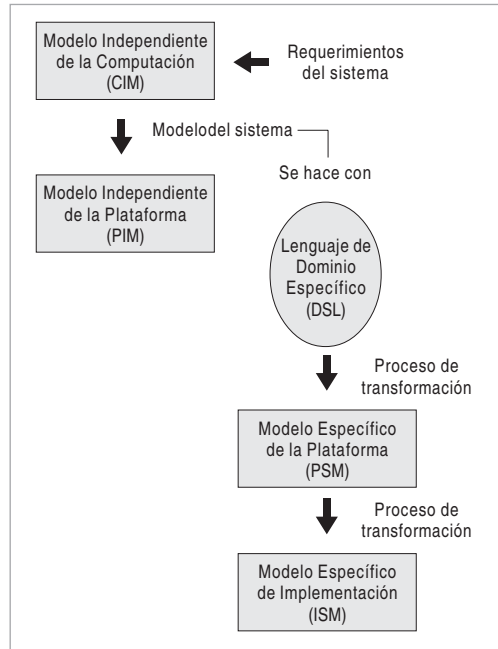 Modelo Independiente
de la Computación
(CIM)
Requerimientos
del sistema
Modelodel sistema
Se hace con
Modelo Independiente
de la Plataforma
(PIM)
Lenguaje de
Dominio
Específico
(DSL)
Proceso de
transformación
Modelo Específico
de la Plataforma
(PSM)
Proceso de
transformación
Modelo Específico
de Implementación
(ISM)